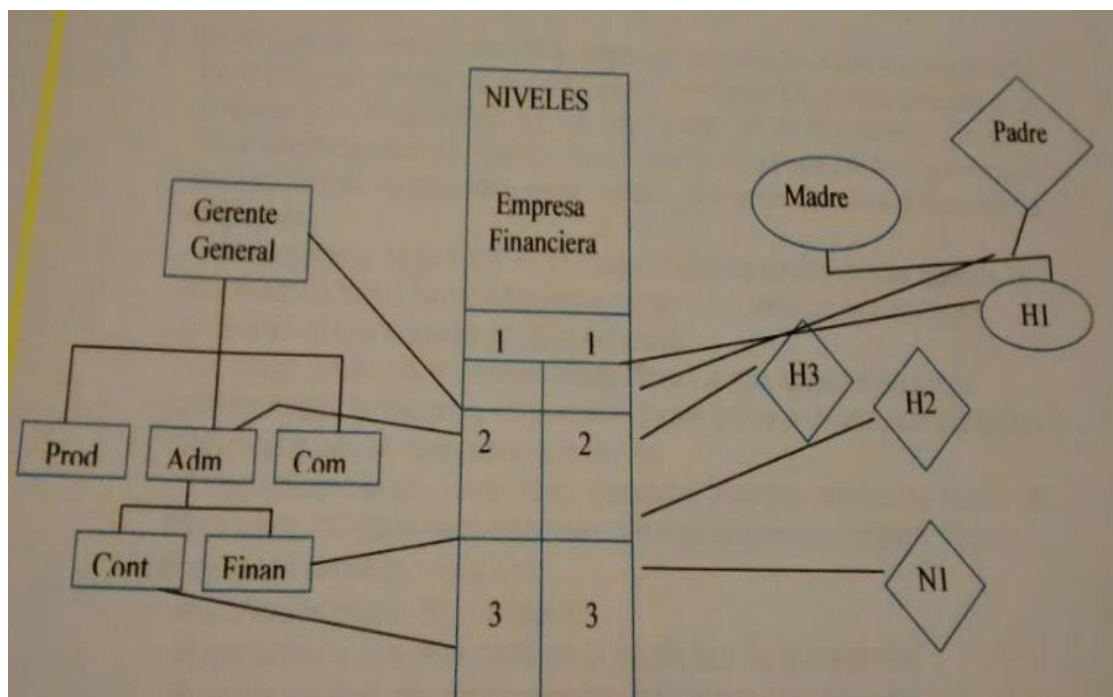 NIVELES
Empresa
Financiera
Gerente
General
Prod
Adm
Com
Cont
Finan
1 1
2 2
3 3
Madre
Padre
H1
H3
H2
N1